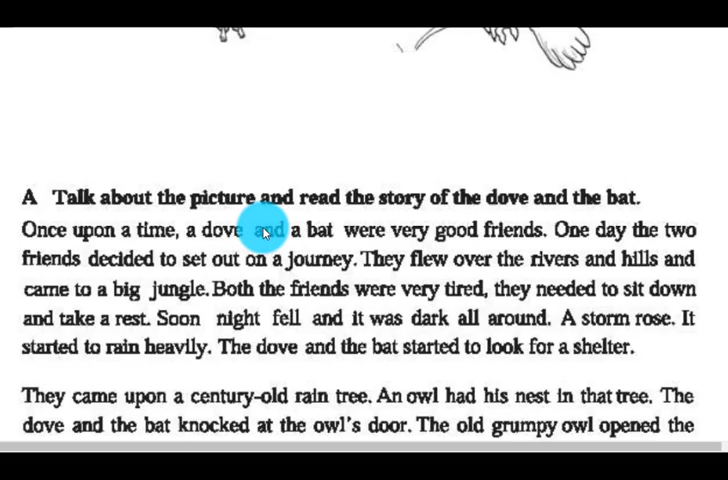 A Talk about the picture and read the story of the dove and the bat.
Once upon a time, a dove and a bat were very good friends. One day the two
friends decided to set out on a journey. They flew over the rivers and hills and
came to a big jungle. Both the friends were very tired, they needed to sit down
and take a rest. Soon night fell and it was dark all around. A storm rose. It
started to rain heavily. The dove and the bat started to look for a shelter.
They came upon a century-old rain tree. An owl had his nest in that tree. The
dove and the bat knocked at the owl's door. The old grumpy owl opened the